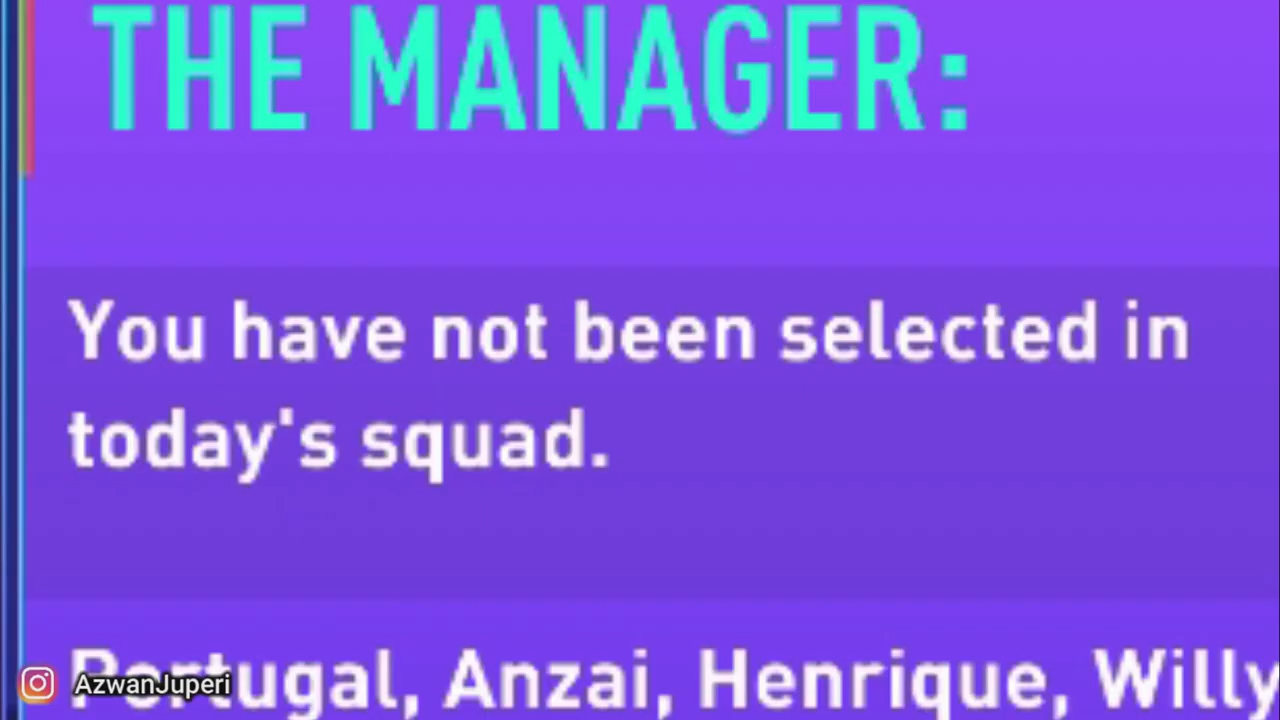 THE MANAGER:
You have not been selected in
today's squad.
Portugal, Anzai, Henrique, Willy
AzwanJuperi